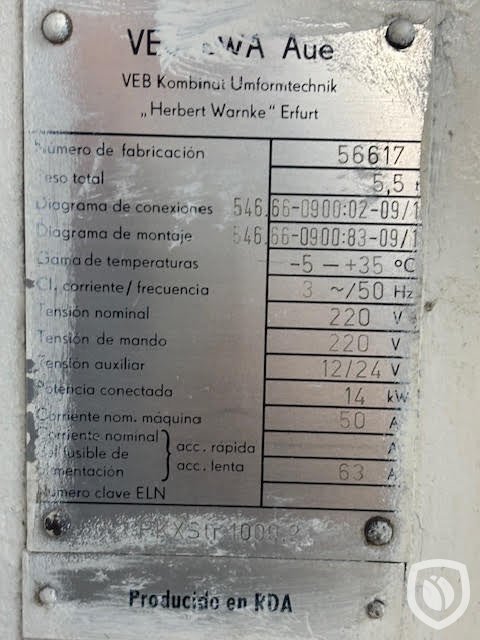 Aue
VEB Kombinat Umformtechnik
„Herbert Warnke" Erfurt
Número de fabricación 56617
Peso total 5,5 t
Diagrama de conexiones 546.66-0900:02-09/1
Diagrama de montaje 546.66-0900:83-09/1
Gama de temperaturas -5 – +35 °C
Cl. corriente/frecuencia 3 ~/50 Hz
Tensión nominal 220 V
Tensión de mando 220 V
Tensión auxiliar 12/24 V
Potencia conectada 14 kW
Corriente nom. máquina 50 A
Corriente nominal
del fusible de acc. rápida A
alimentación acc. lenta 63 A
Número clave ELN
1000.2
Producido en RDA